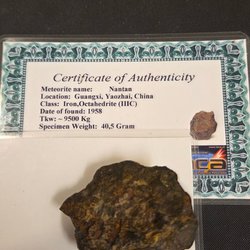 Certificate of Authenticity
Meteorite name: Nantan
Location: Guangxi, Yaozhai, China
Class: Iron,Octahedrite (IIIC)
Date of found: 1958
Tkw: ~ 9500 Kg
Specimen Weight: 40,5 Gram